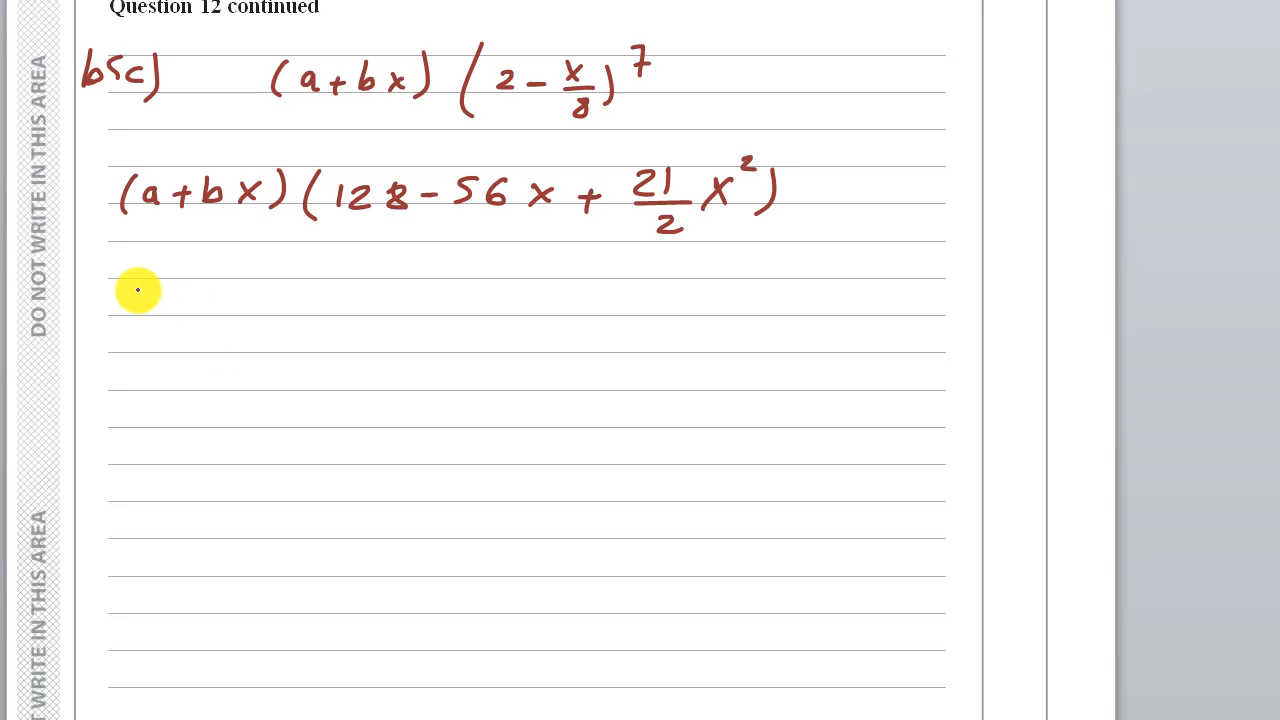 Question 12 continued
b&c) (a+bx) (2 - x/8)^7
(a+bx)(128 - 56x + 21/2 x^2)
DO NOT WRITE IN THIS AREA
T WRITE IN THIS AREA